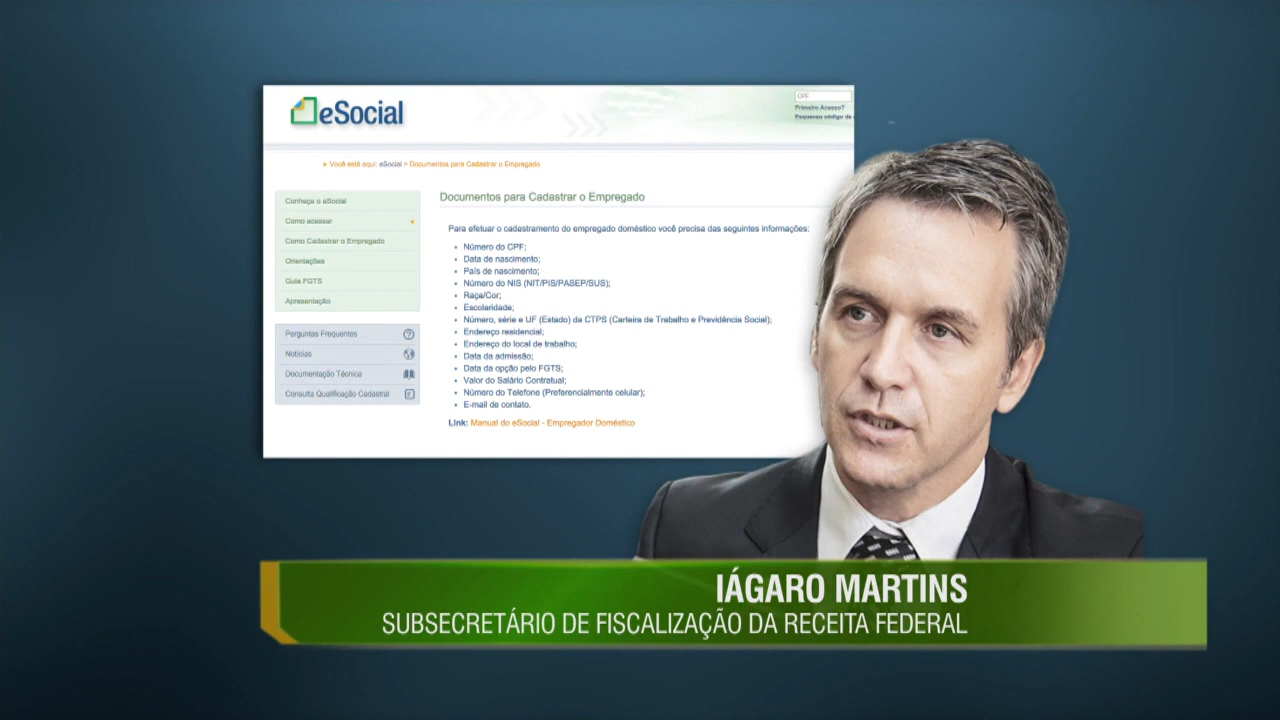 eSocial
CPF
Primeiro Acesso?
Esqueceu código de a
Você está aqui: eSocial > Documentos para Cadastrar o Empregado
Conheça o eSocial
Como acessar
Como Cadastrar o Empregado
Orientações
Guia FGTS
Apresentação
Perguntas Frequentes
Notícias
Documentação Técnica
Consulta Qualificação Cadastral
Documentos para Cadastrar o Empregado
Para efetuar o cadastramento do empregado doméstico você precisa das seguintes informações:
• Número do CPF;
• Data de nascimento;
• País de nascimento;
• Número do NIS (NIT/PIS/PASEP/SUS);
• Raça/Cor;
• Escolaridade;
• Número, série e UF (Estado) da CTPS (Carteira de Trabalho e Previdência Social);
• Endereço residencial;
• Endereço do local de trabalho;
• Data da admissão;
• Data da opção pelo FGTS;
• Valor do Salário Contratual;
• Número do Telefone (Preferencialmente celular);
• E-mail de contato.
Link: Manual do eSocial - Empregador Doméstico
IÁGARO MARTINS
SUBSECRETÁRIO DE FISCALIZAÇÃO DA RECEITA FEDERAL